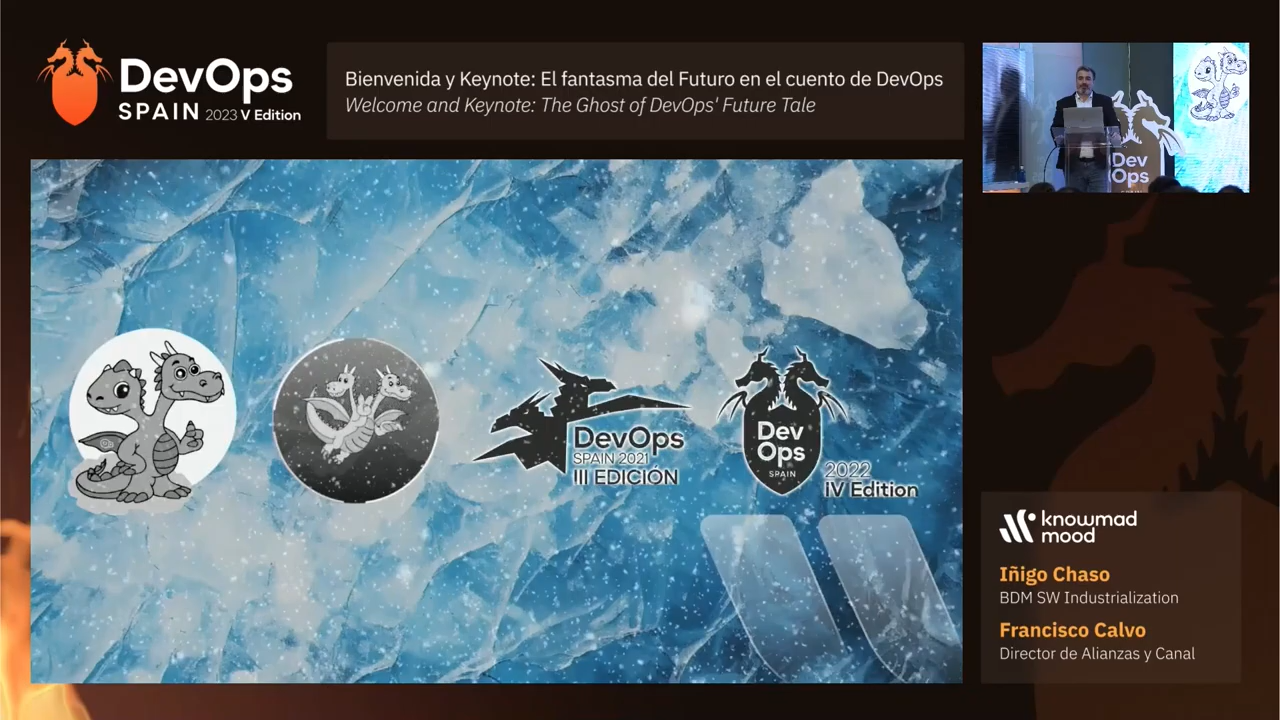 DevOps
SPAIN 2023 V Edition
Bienvenida y Keynote: El fantasma del Futuro en el cuento de DevOps
Welcome and Keynote: The Ghost of DevOps' Future Tale
Dev
Ops
DevOps
SPAIN 2021
III EDICIÓN
Dev
Ops
SPAIN
2022
IV Edition
knowmad
mood
Iñigo Chaso
BDM SW Industrialization
Francisco Calvo
Director de Alianzas y Canal